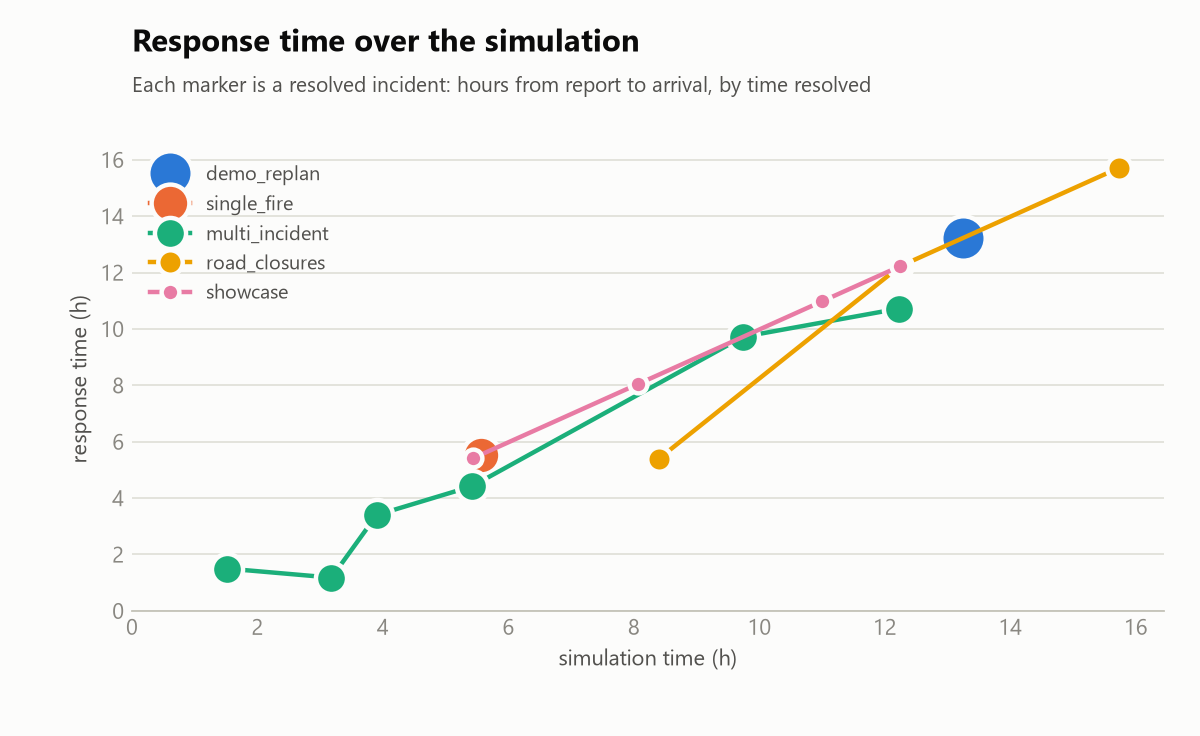 Response time over the simulation
Each marker is a resolved incident: hours from report to arrival, by time resolved
16
14
12
10
8
6
4
2
0
response time (h)
demo_replan
single_fire
multi_incident
road_closures
showcase
0 2 4 6 8 10 12 14 16
simulation time (h)